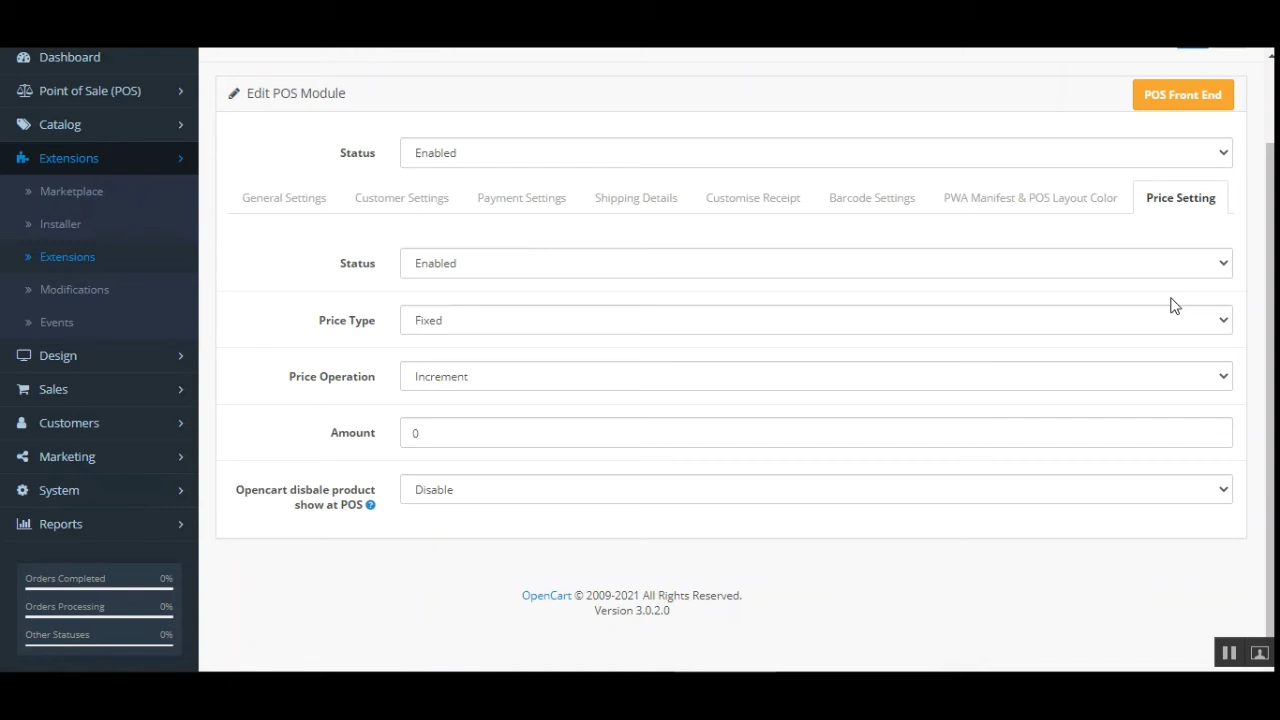 Dashboard
Point of Sale (POS)
Catalog
Extensions
Marketplace
Installer
Extensions
Modifications
Events
Design
Sales
Customers
Marketing
System
Reports
Orders Completed 0%
Orders Processing 0%
Other Statuses 0%
Edit POS Module
POS Front End
Status Enabled
General Settings Customer Settings Payment Settings Shipping Details Customise Receipt Barcode Settings PWA Manifest & POS Layout Color Price Setting
Status Enabled
Price Type Fixed
Price Operation Increment
Amount 0
Opencart disbale product Disable
show at POS ?
OpenCart © 2009-2021 All Rights Reserved.
Version 3.0.2.0